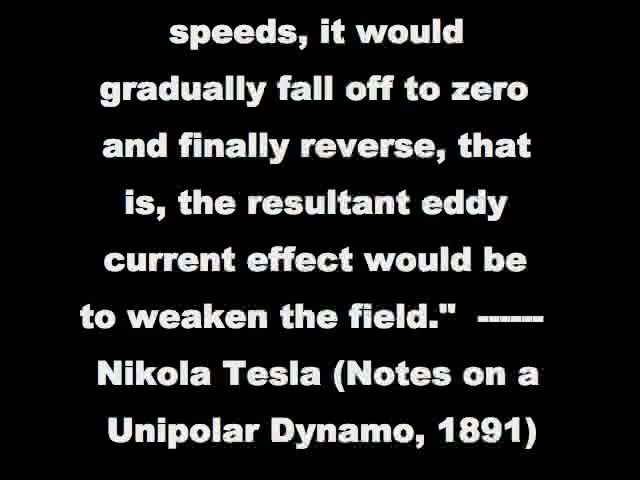 speeds, it would
gradually fall off to zero
and finally reverse, that
is, the resultant eddy
current effect would be
to weaken the field."  ------
Nikola Tesla (Notes on a
Unipolar Dynamo, 1891)